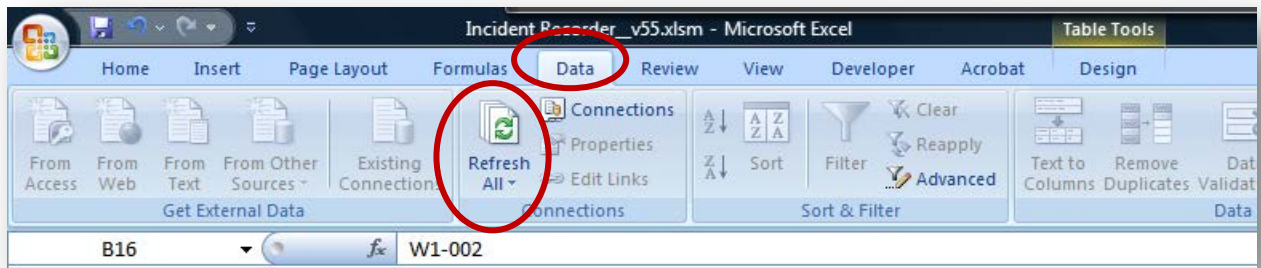 Incident Recorder__v55.xlsm - Microsoft Excel Table Tools
Home Insert Page Layout Formulas Data Review View Developer Acrobat Design
From Access
From Web
From Text
From Other Sources
Existing Connections
Get External Data
Refresh All
Connections
Properties
Edit Links
Connections
A Z
Z A
A Z Z A
Sort
Filter
Clear
Reapply
Advanced
Sort & Filter
Text to Columns
Remove Duplicates
Dat
Validat
Data
B16 fx W1-002